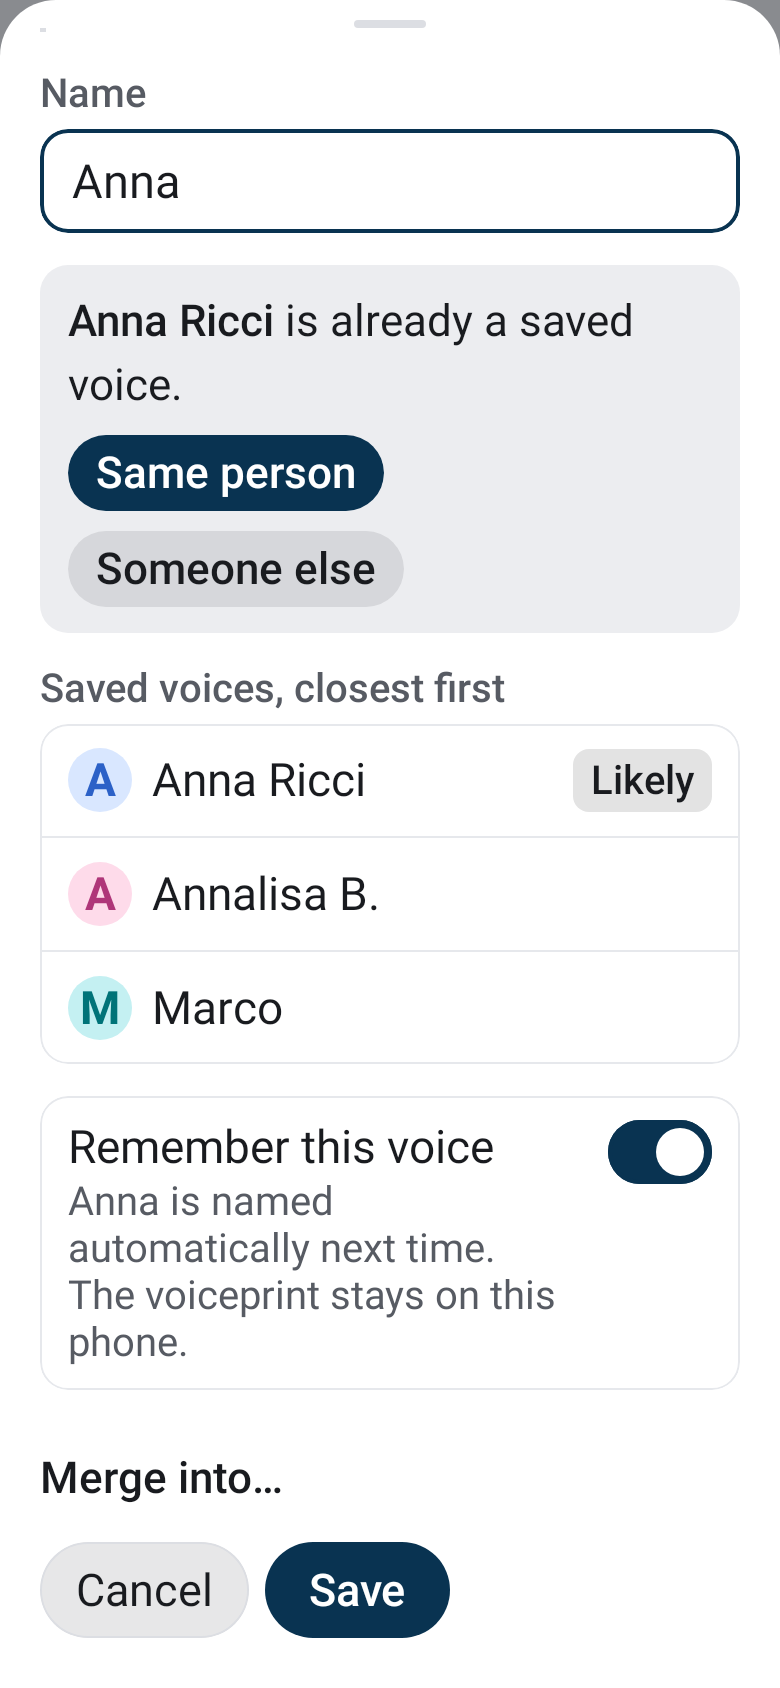 Name
Anna
Anna Ricci is already a saved
voice.
Same person
Someone else
Saved voices, closest first
A Anna Ricci Likely
A Annalisa B.
M Marco
Remember this voice
Anna is named
automatically next time.
The voiceprint stays on this
phone.
Merge into…
Cancel Save